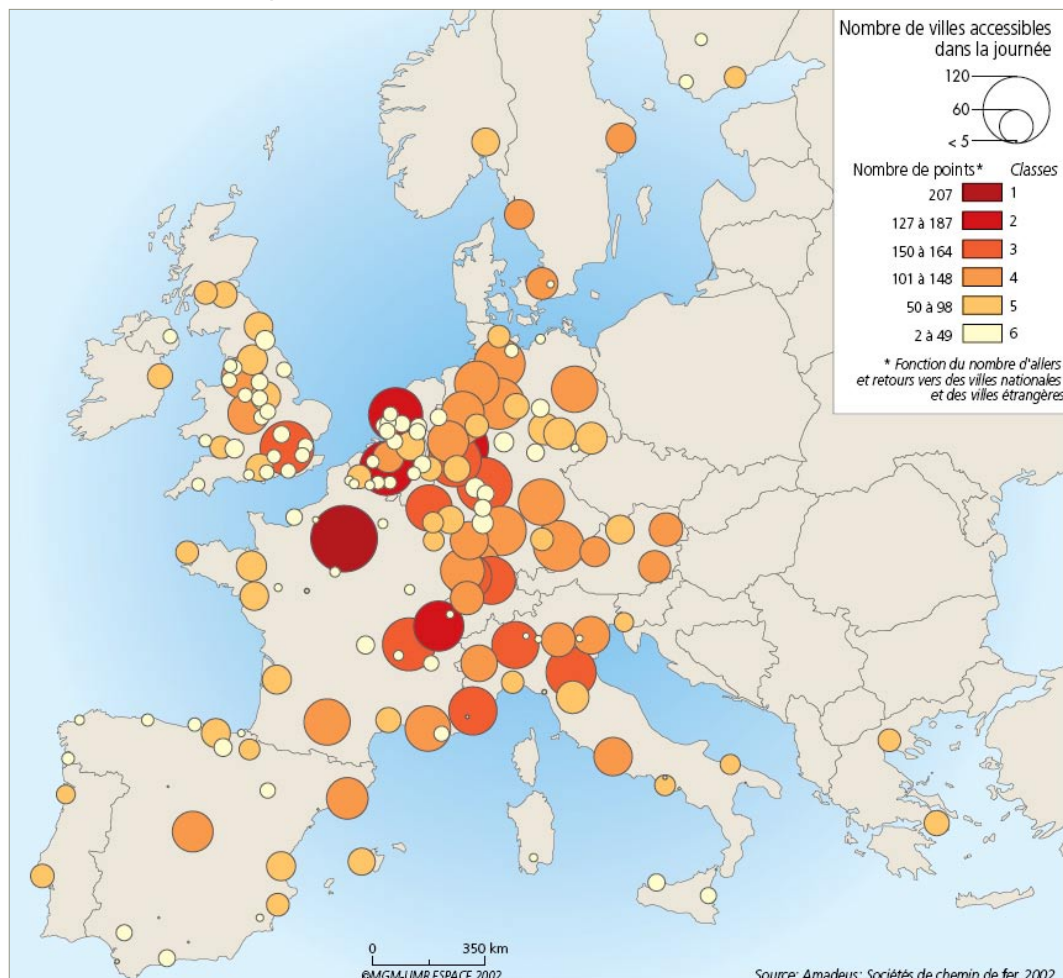 Nombre de villes accessibles
dans la journée
120
60
< 5
Nombre de points* Classes
207 1
127 à 187 2
150 à 164 3
101 à 148 4
50 à 98 5
2 à 49 6
* Fonction du nombre d'allers
et retours vers des villes nationales
et des villes étrangères
0 350 km
©MGM-UMR ESPACE 2002
Source: Amadeus; Sociétés de chemin de fer, 2002